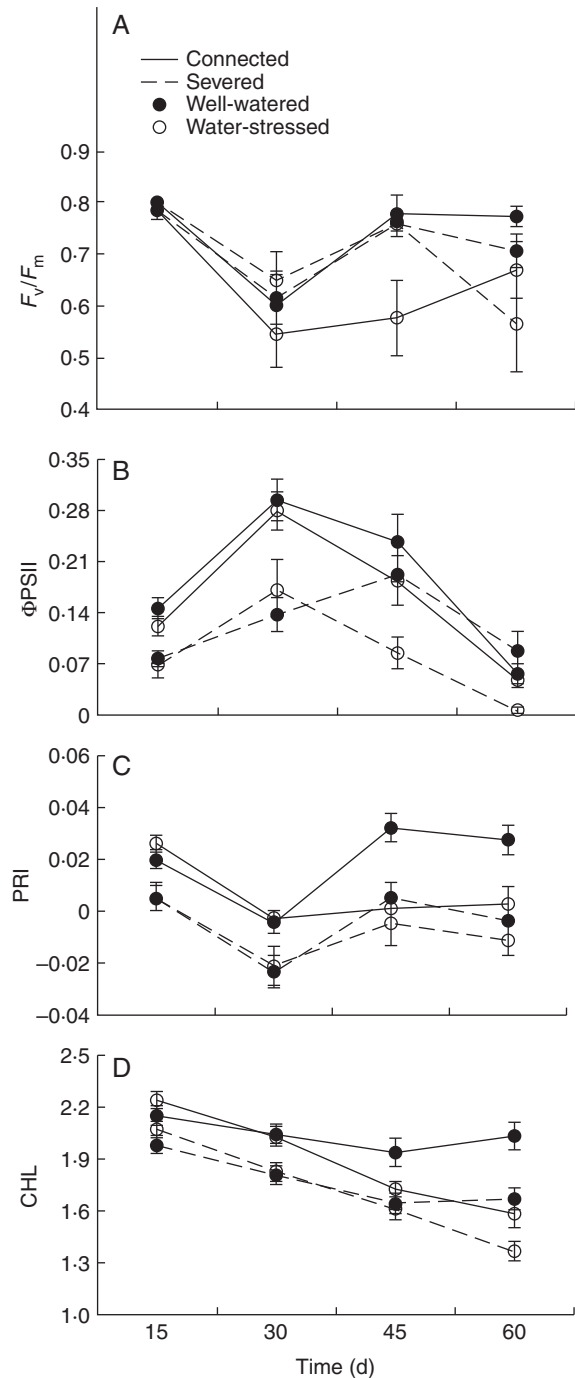 A
Connected
Severed
Well-watered
Water-stressed
0·9
0·8
0·7
0·6
0·5
0·4
Fv/Fm
B
0·35
0·28
0·21
0·14
0·07
0
ΦPSII
C
0·06
0·04
0·02
0
−0·02
−0·04
PRI
D
2·5
2·2
1·9
1·6
1·3
1·0
CHL
15 30 45 60
Time (d)